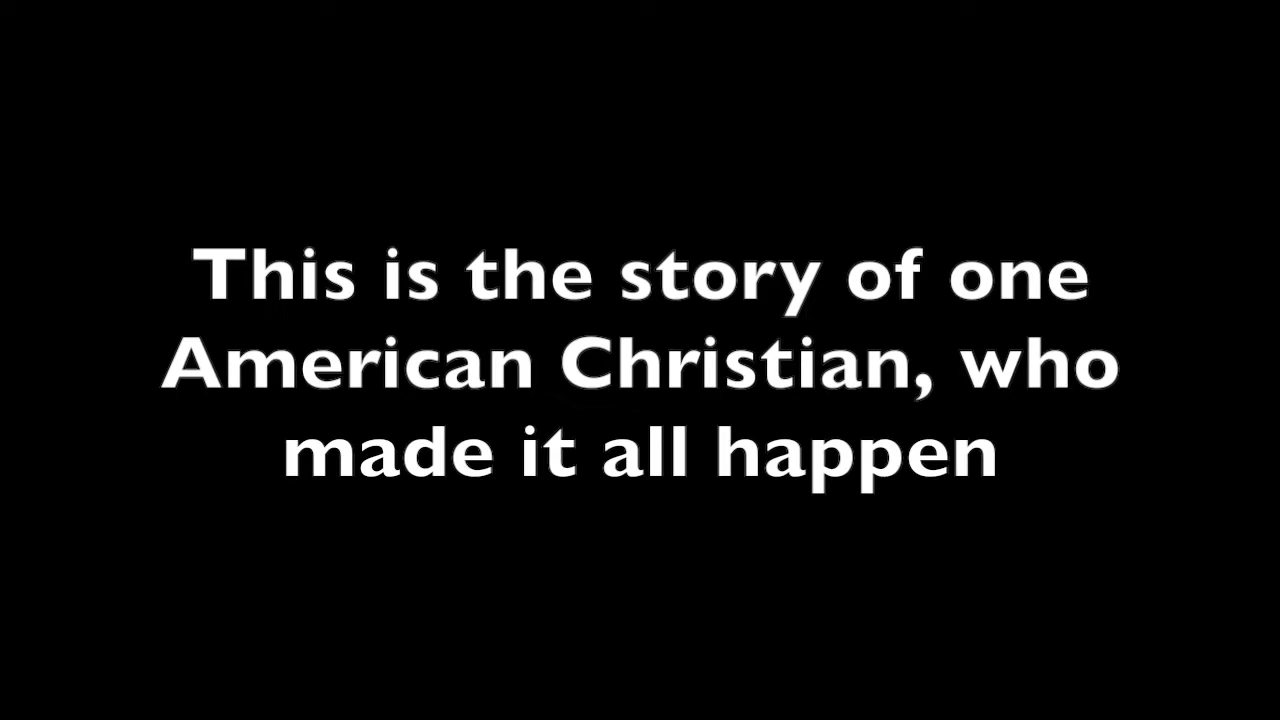 This is the story of one
American Christian, who
made it all happen